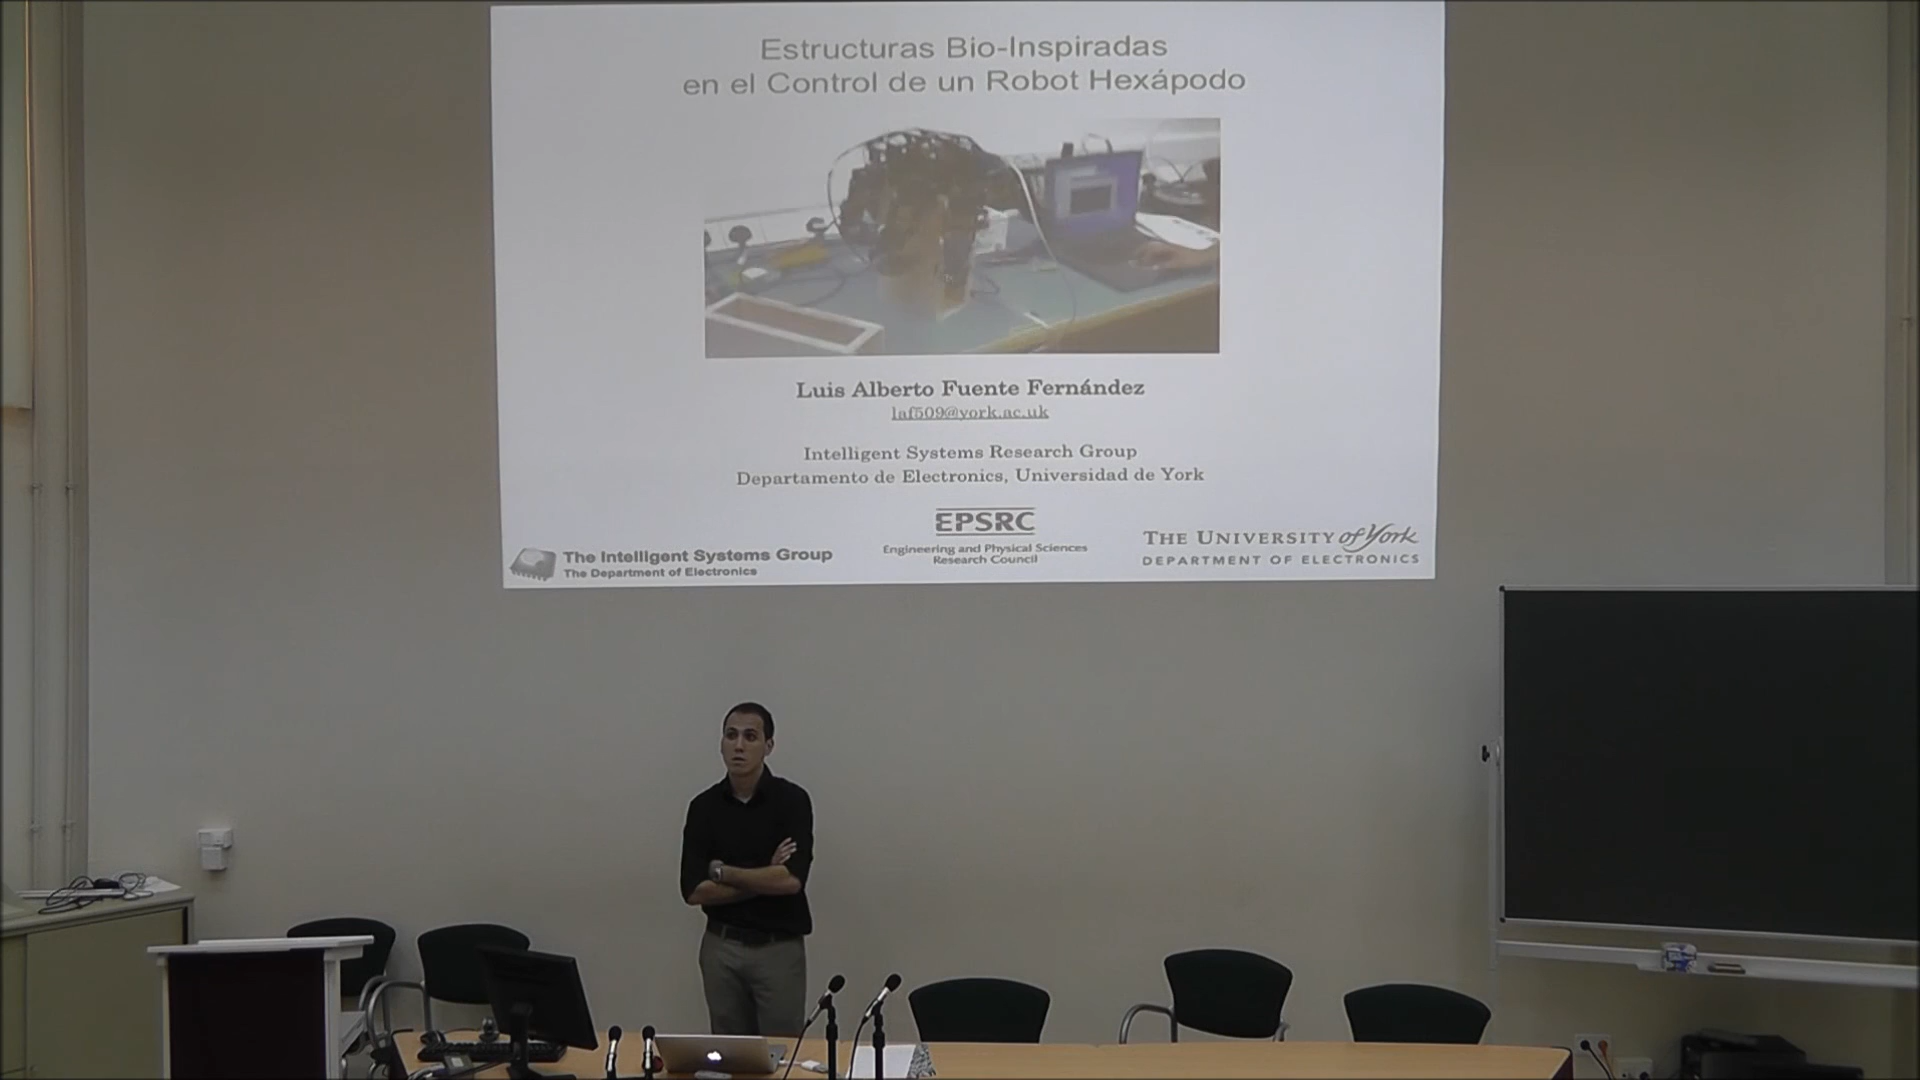 Estructuras Bio-Inspiradas
en el Control de un Robot Hexápodo
Luis Alberto Fuente Fernández
laf509@york.ac.uk
Intelligent Systems Research Group
Departamento de Electronics, Universidad de York
The Intelligent Systems Group
The Department of Electronics
EPSRC
Engineering and Physical Sciences
Research Council
THE UNIVERSITY of York
DEPARTMENT OF ELECTRONICS